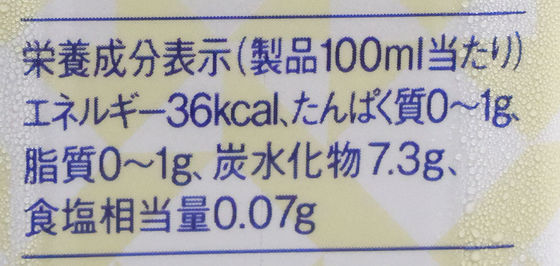 栄養成分表示(製品100ml当たり)
エネルギー36kcal、たんぱく質0〜1g、
脂質0〜1g、炭水化物7.3g、
食塩相当量0.07g